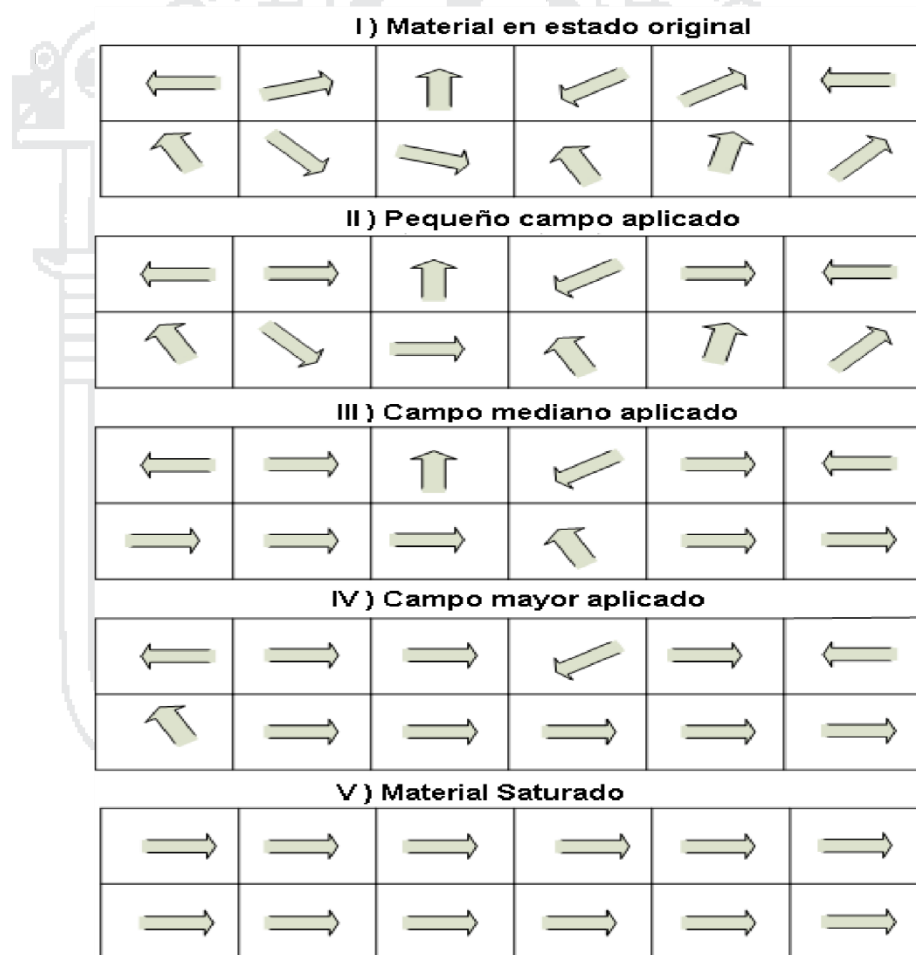 I ) Material en estado original
II ) Pequeño campo aplicado
III ) Campo mediano aplicado
IV ) Campo mayor aplicado
V ) Material Saturado